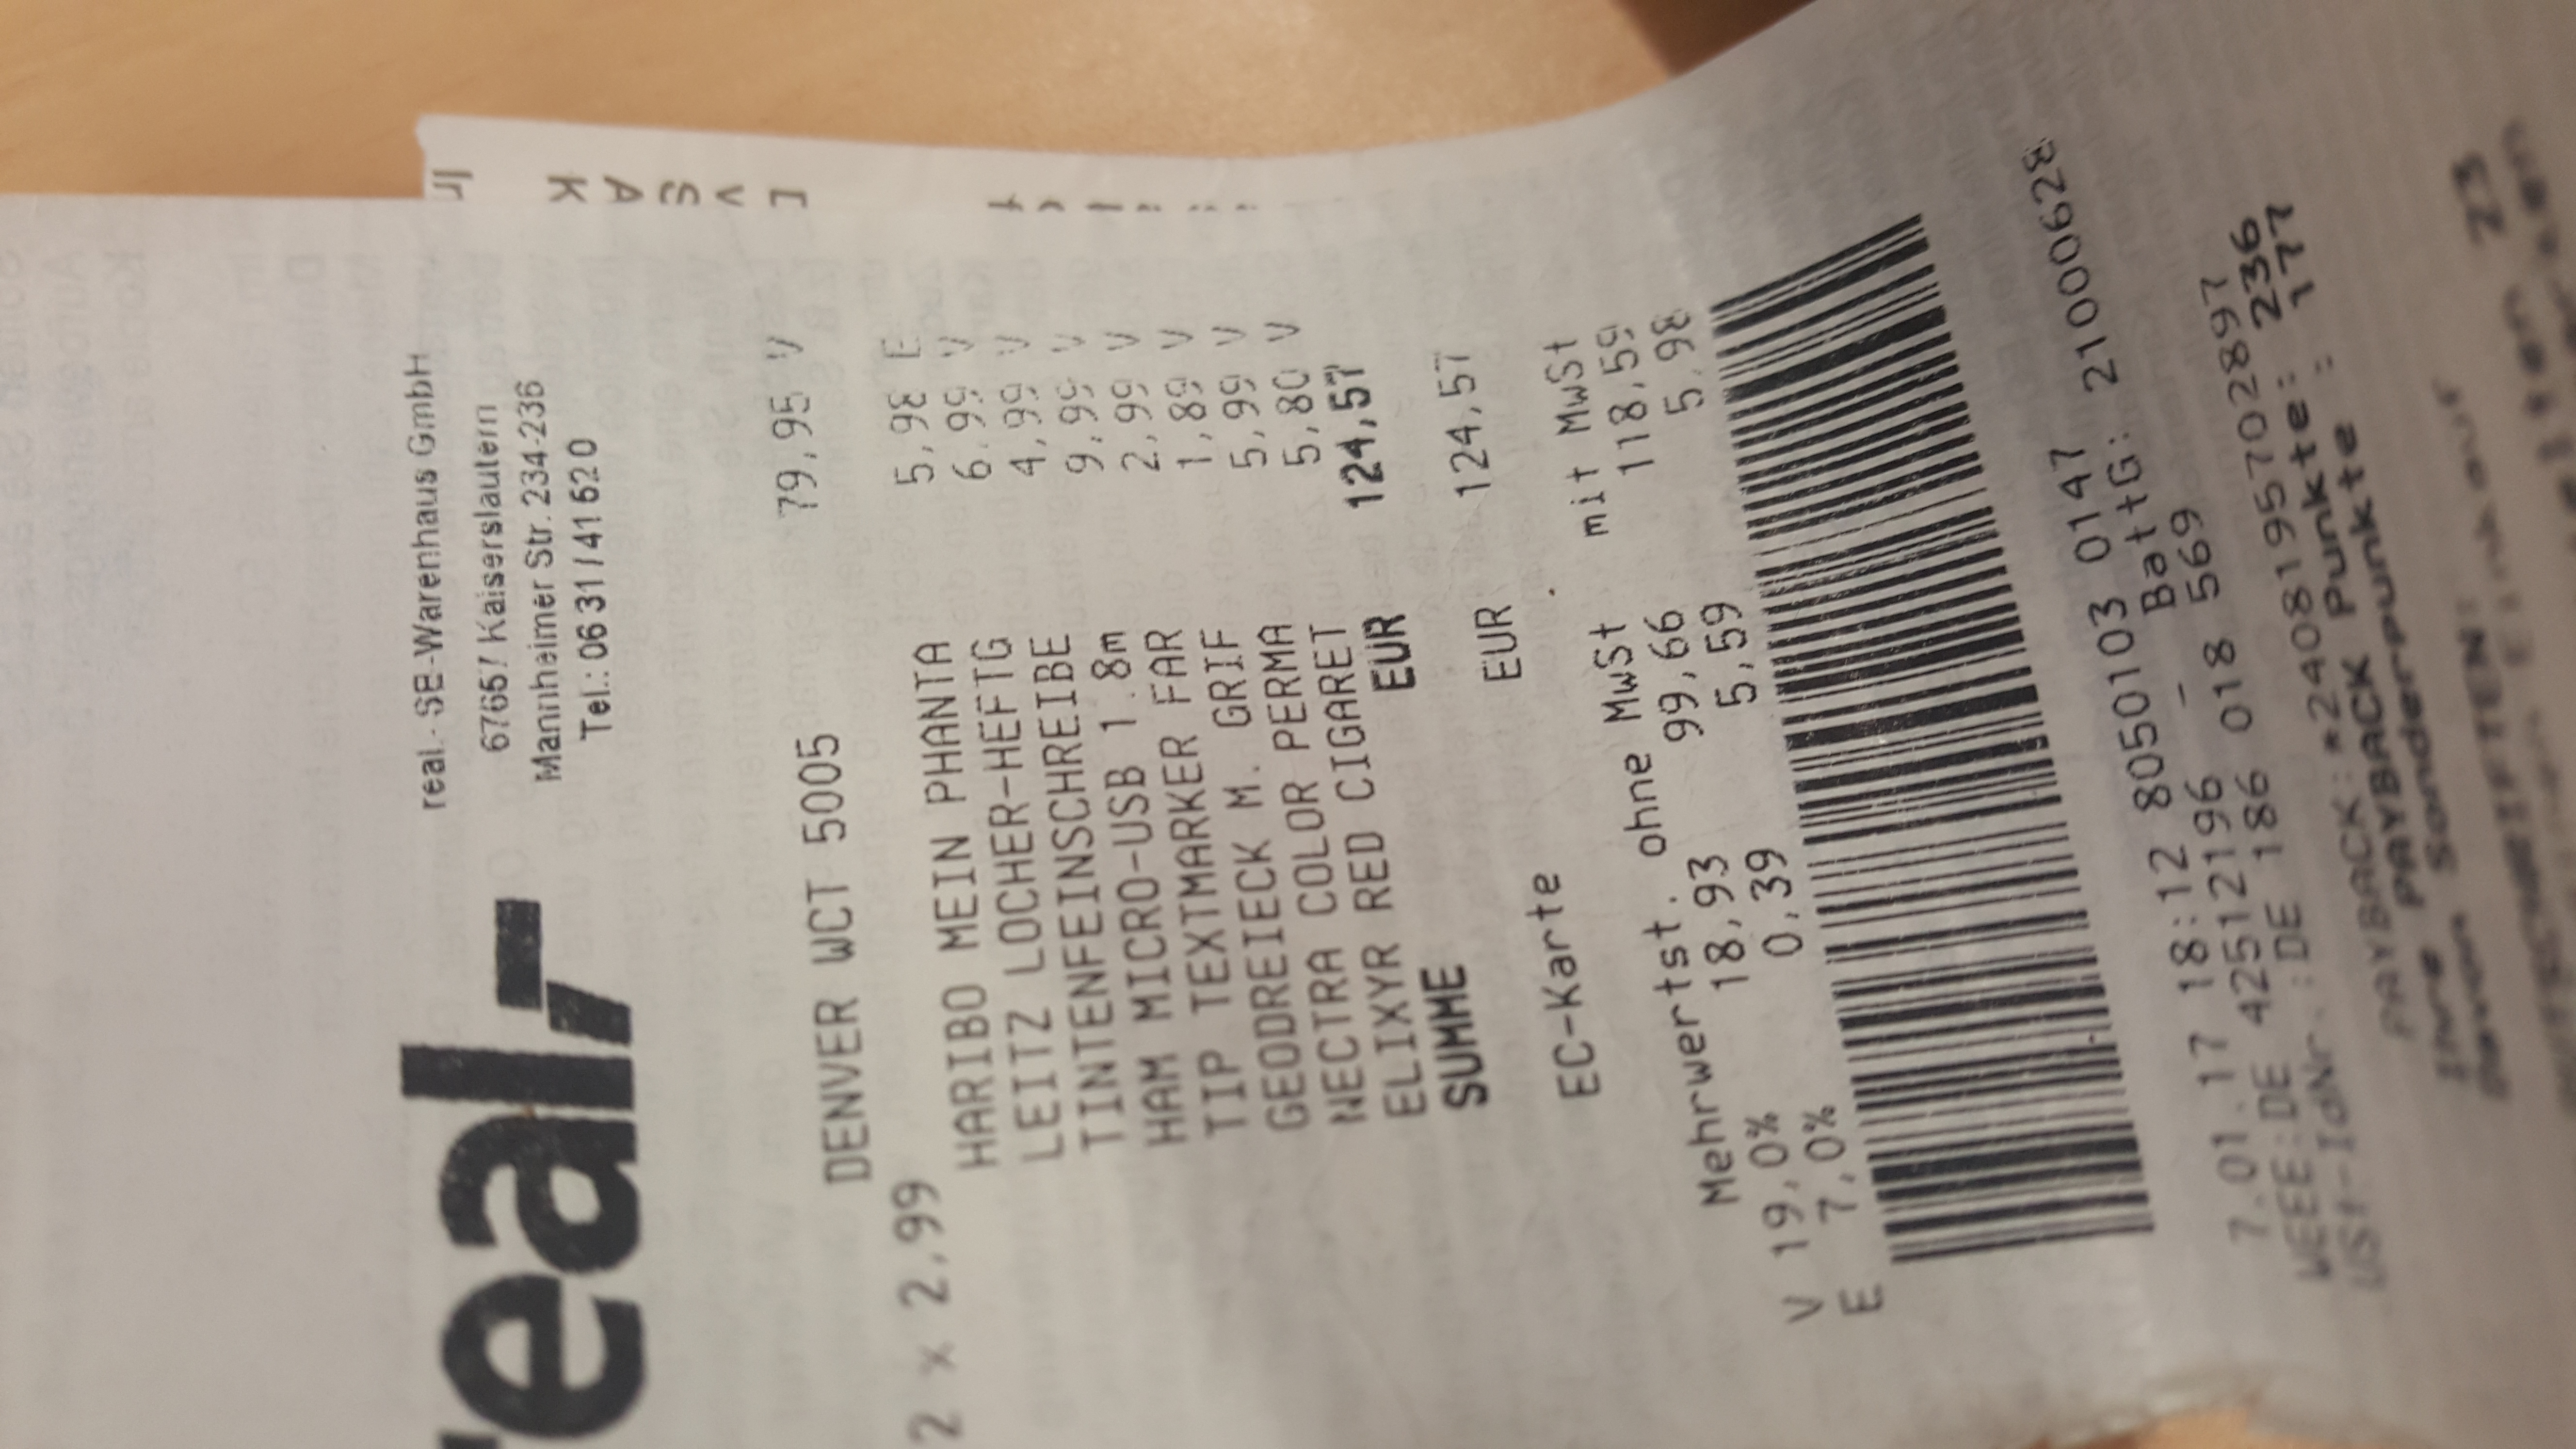 real,-
real,- SB-Warenhaus GmbH
67657 Kaiserslautern
Mannheimer Str. 234-236
Tel.: 06 31 / 41 62 0
DENVER WCT 5005 79,95 V
2 x 2,99
HARIBO MEIN PHANTA 5,98 E
LEITZ LOCHER-HEFTG 6,99 V
TINTENFEINSCHREIBE 4,99 V
HAM MICRO-USB 1.8m 9,99 V
TIP TEXTMARKER FAR 2,99 V
GEODREIECK M. GRIF 1,89 V
NECTRA COLOR PERMA 5,99 V
ELIXYR RED CIGARET 5,80 V
SUMME EUR 124,57
EC-Karte EUR 124,57
Mehrwertst. ohne MwSt mit MwSt
V 19,0% 18,93 99,66 118,59
E 7,0% 0,39 5,59 5,98
7.01.17 18:12 8050103 0147
WEEE:DE 42512196 - BattG: 21000628
USt-IdNr.:DE 186 018 569
PAYBACK:*2408195702897
Ihre PAYBACK Punkte: 236
davon Sonderpunkte : 177
23